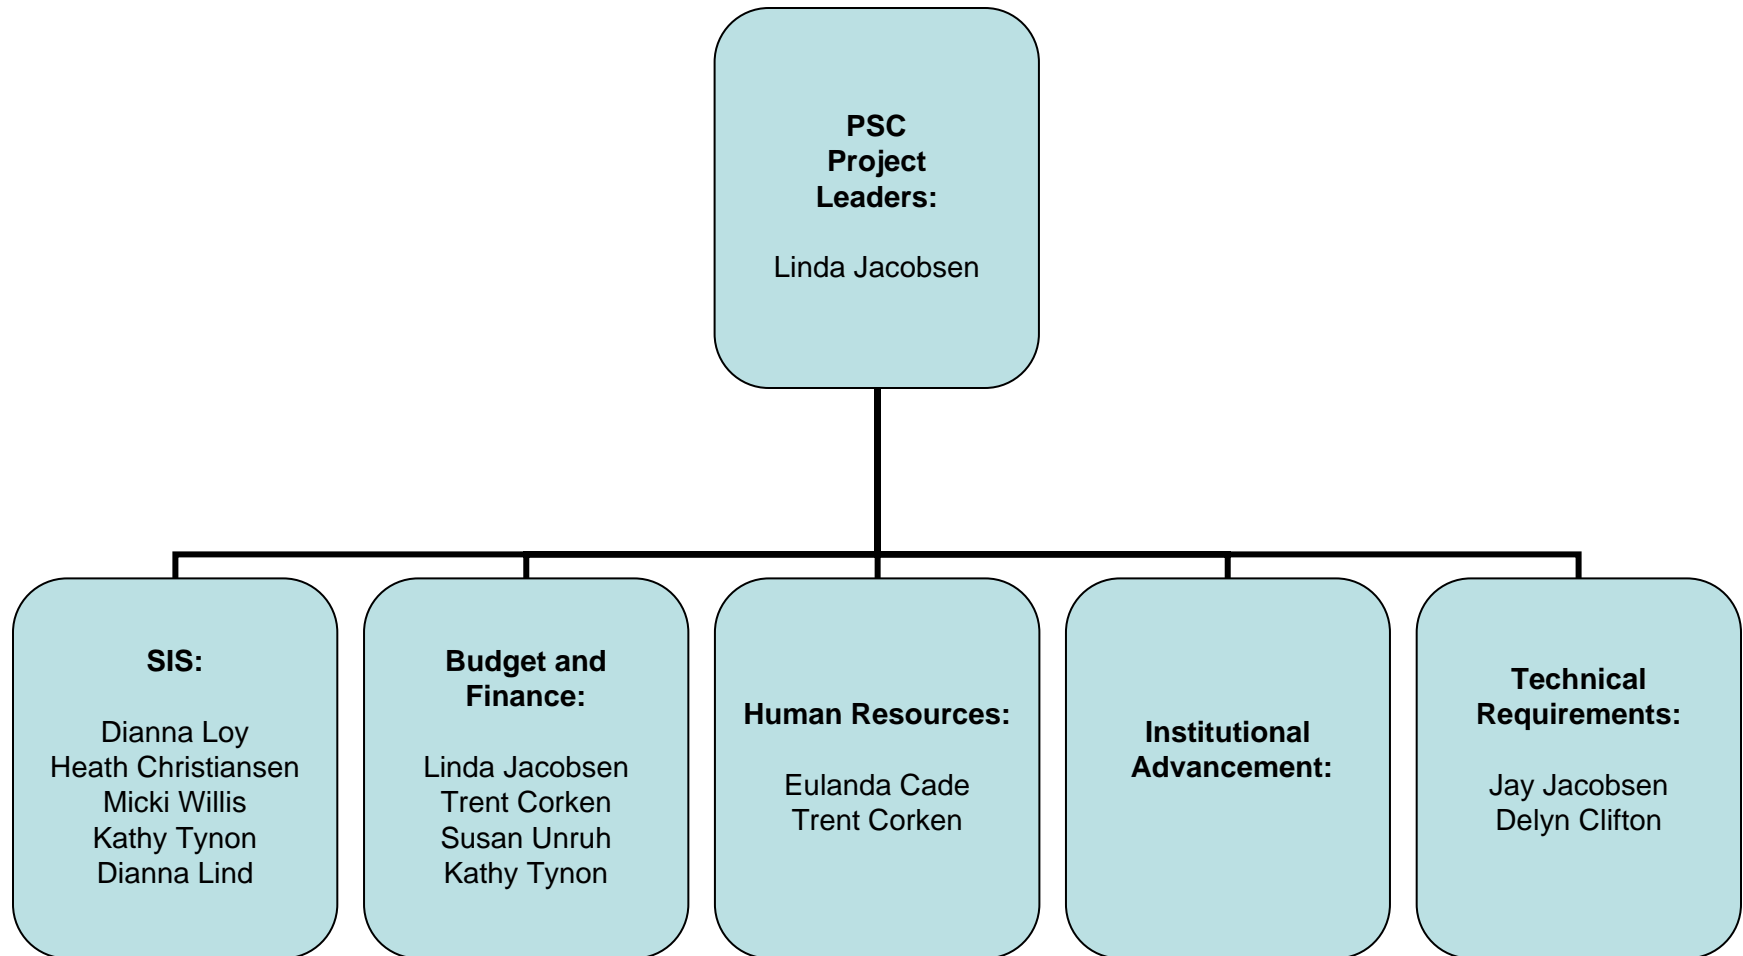 PSC
Project
Leaders:
Linda Jacobsen
SIS:
Dianna Loy
Heath Christiansen
Micki Willis
Kathy Tynon
Dianna Lind
Budget and
Finance:
Linda Jacobsen
Trent Corken
Susan Unruh
Kathy Tynon
Human Resources:
Eulanda Cade
Trent Corken
Institutional
Advancement:
Technical
Requirements:
Jay Jacobsen
Delyn Clifton